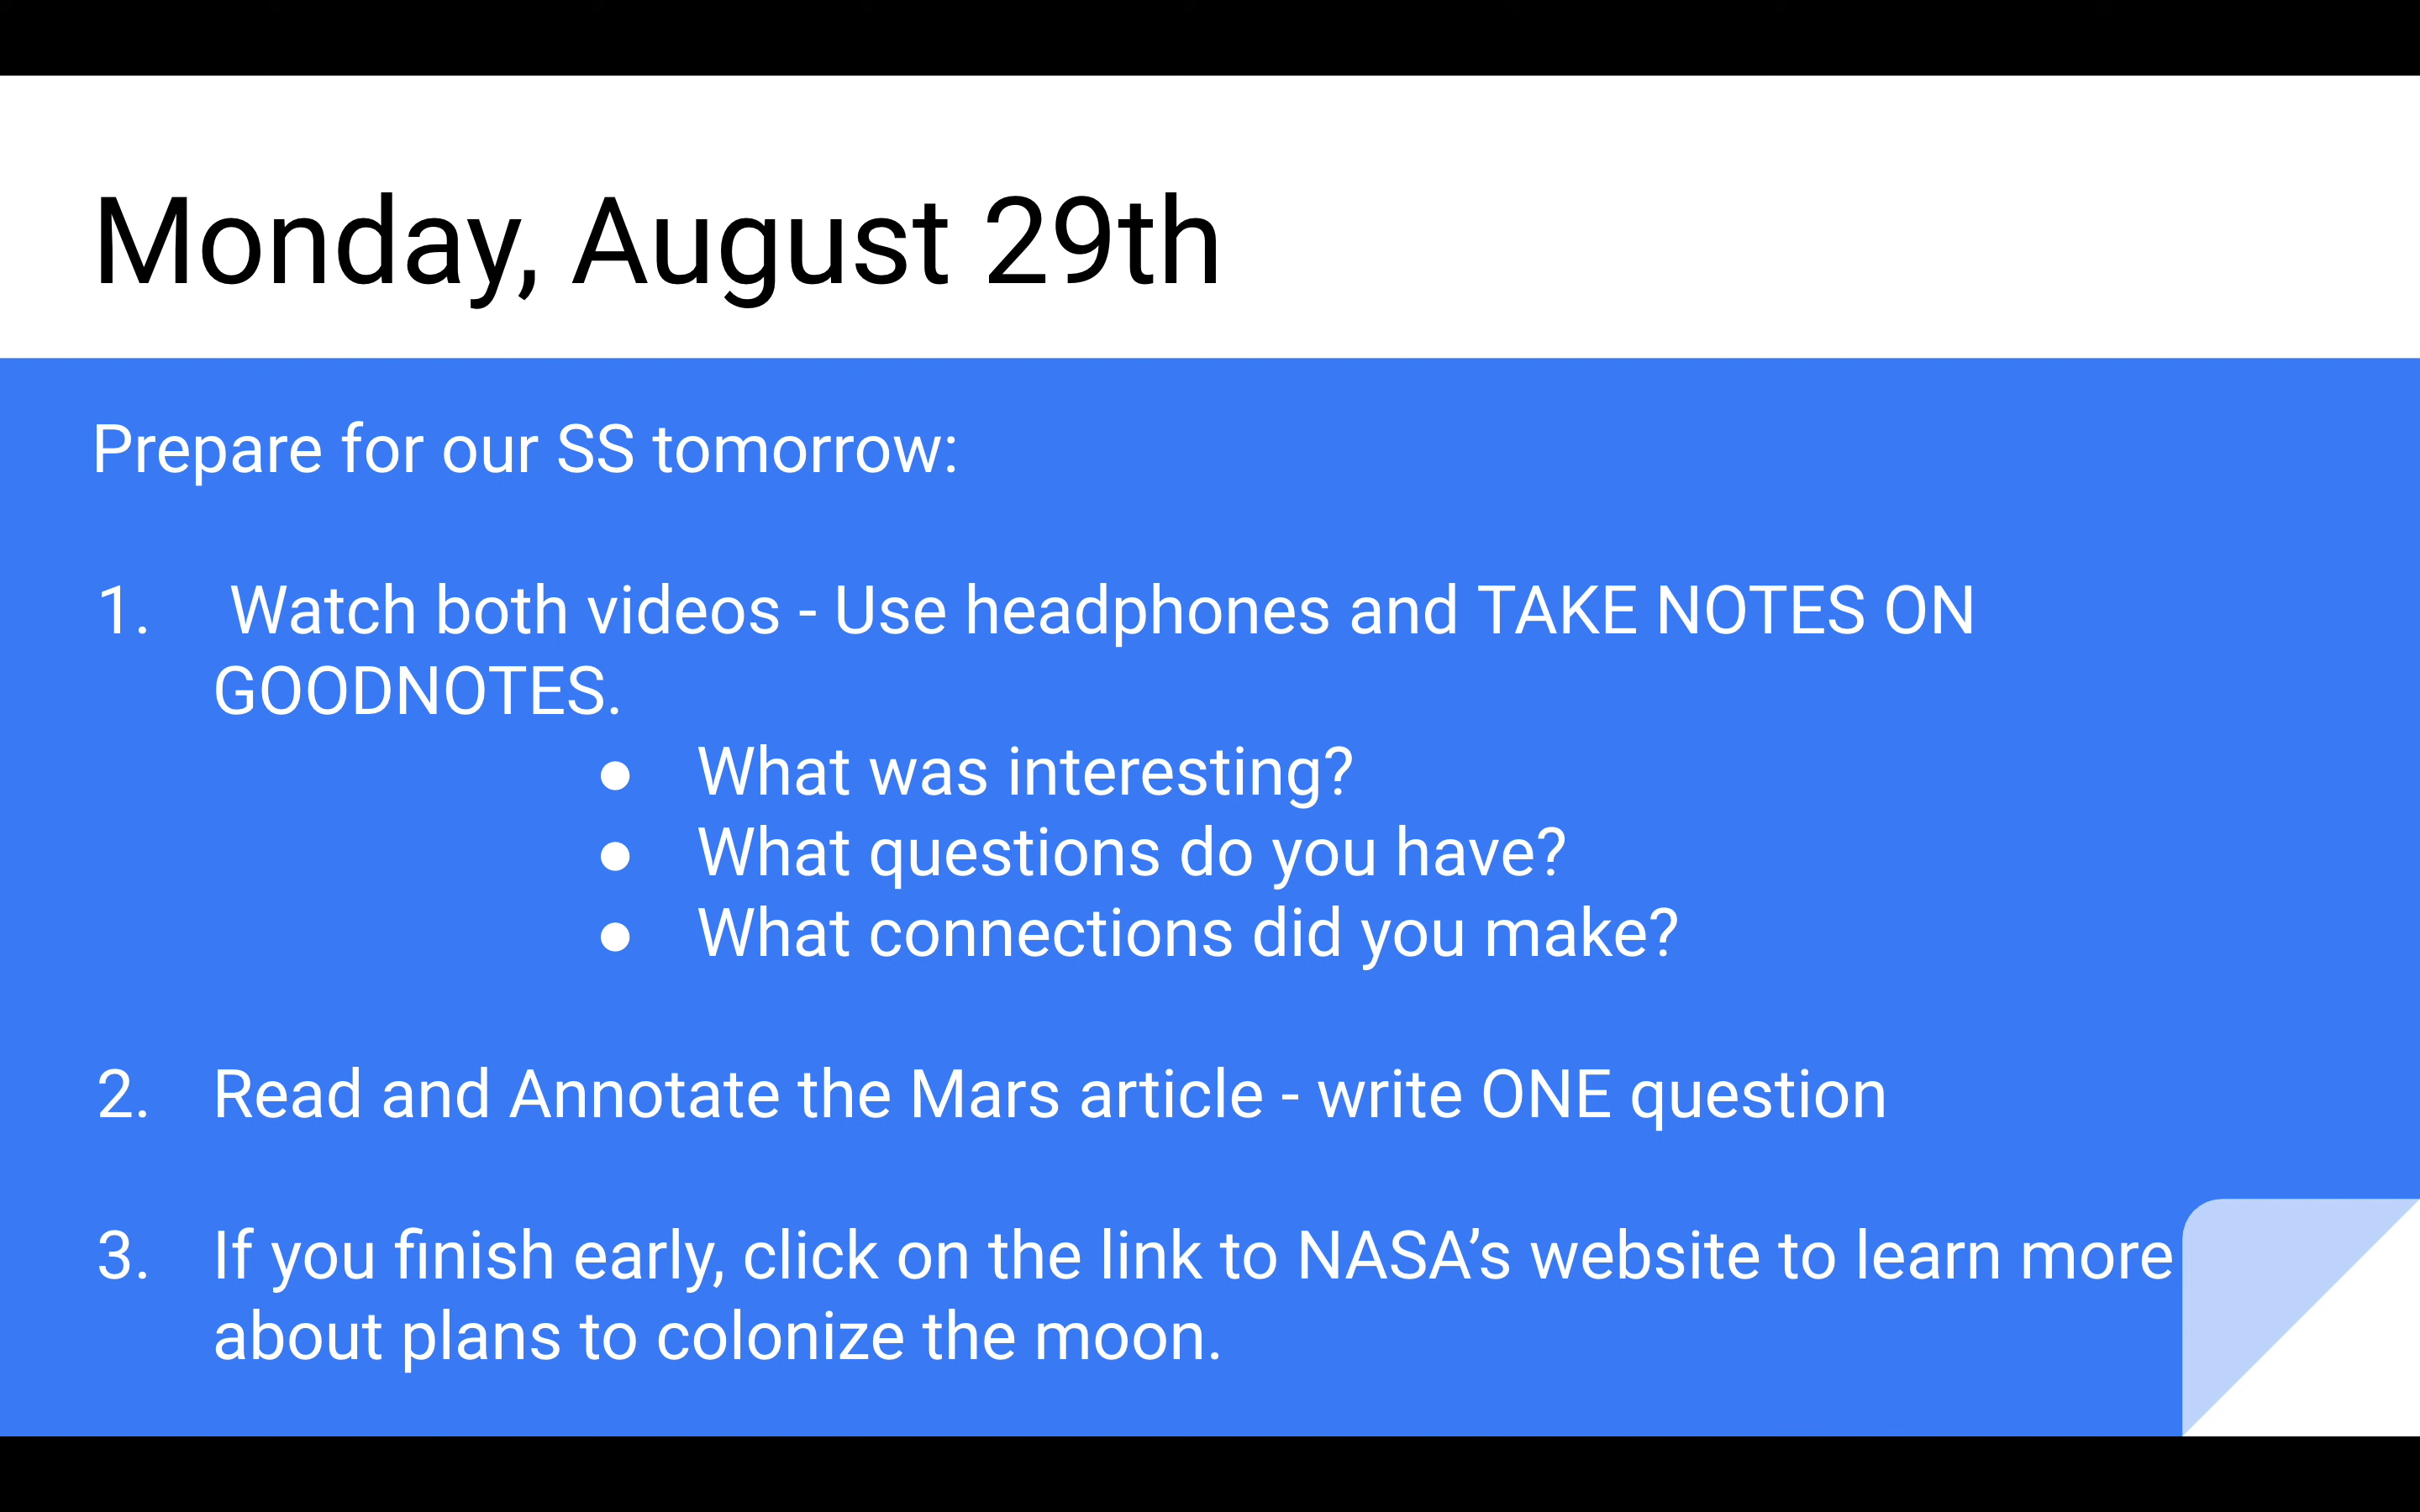 Monday, August 29th
Prepare for our SS tomorrow:
1. Watch both videos - Use headphones and TAKE NOTES ON
GOODNOTES.
● What was interesting?
● What questions do you have?
● What connections did you make?
2. Read and Annotate the Mars article - write ONE question
3. If you finish early, click on the link to NASA’s website to learn more
about plans to colonize the moon.